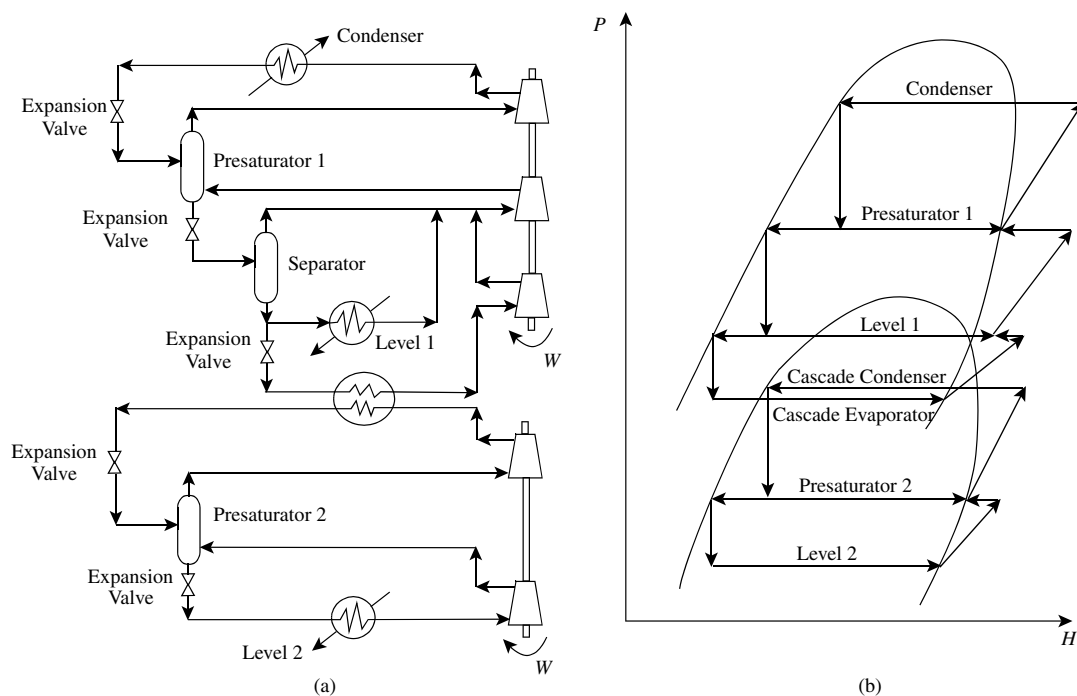 Condenser
Expansion
Valve
Presaturator 1
Expansion
Valve
Separator
Expansion
Valve
Level 1
W
Expansion
Valve
Presaturator 2
Expansion
Valve
Level 2
W
(a)
P
Condenser
Presaturator 1
Level 1
Cascade Condenser
Cascade Evaporator
Presaturator 2
Level 2
H
(b)